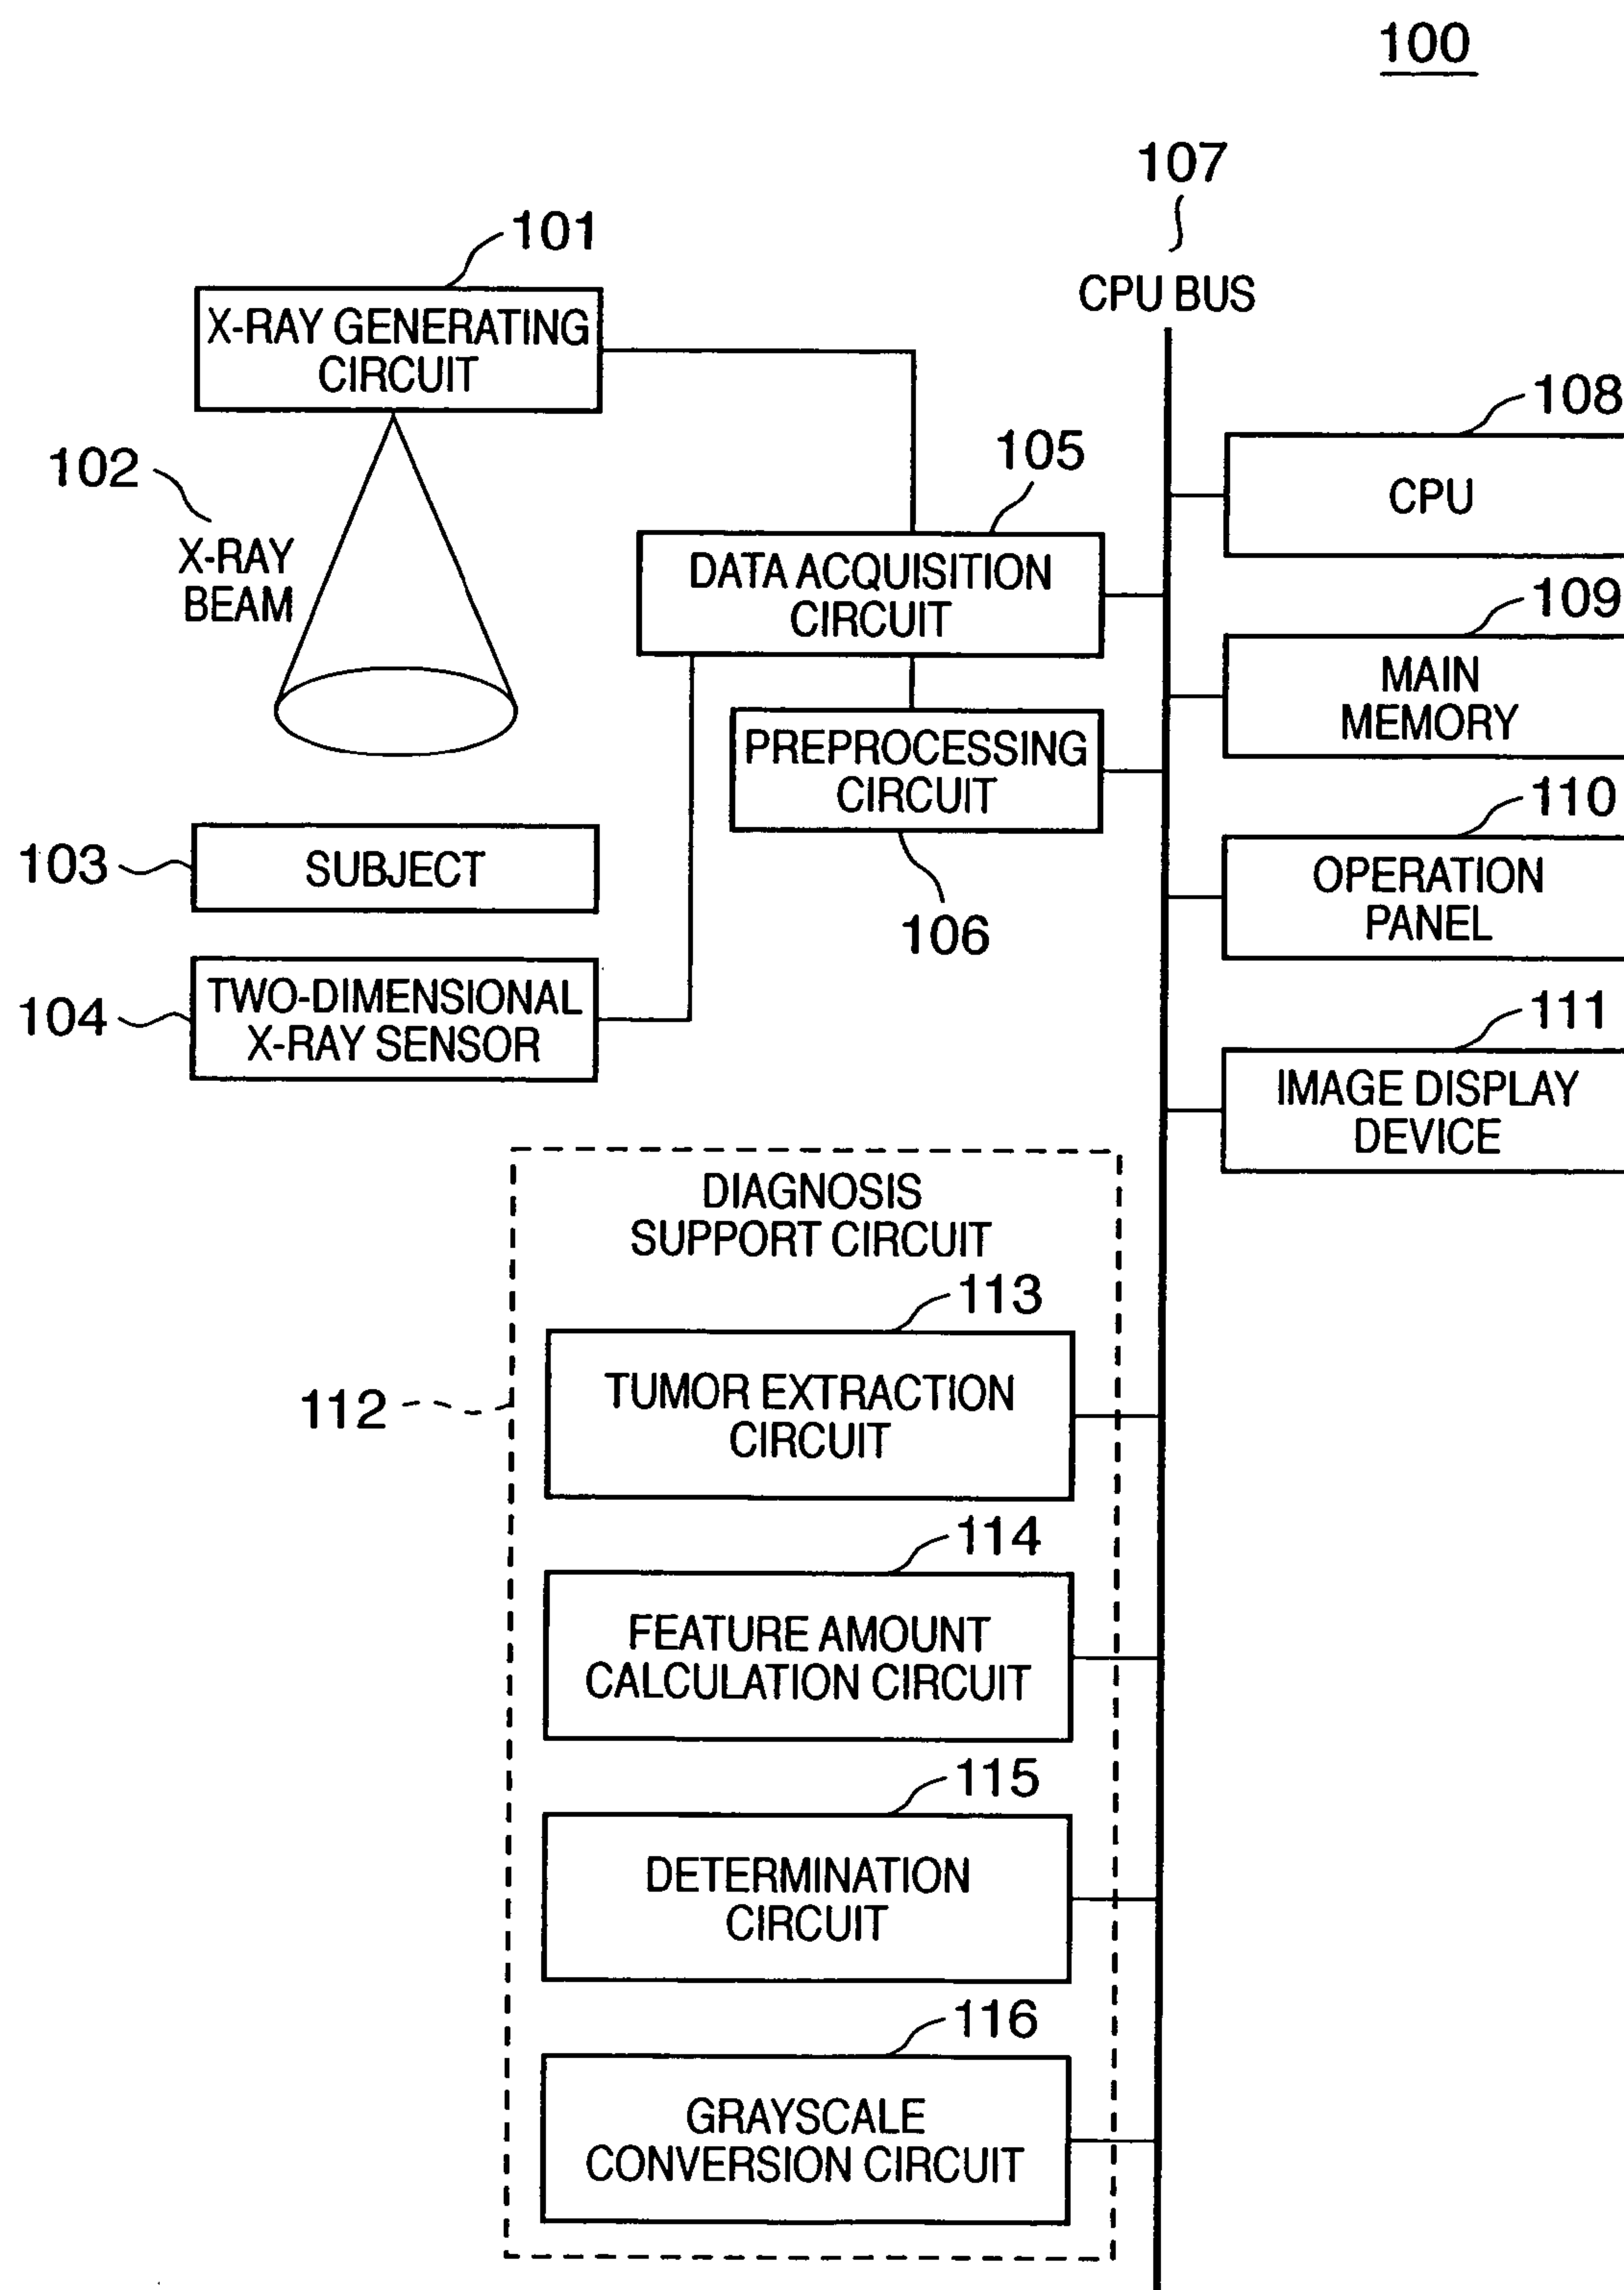 100
107
CPU BUS
101
X-RAY GENERATING
CIRCUIT
102
X-RAY
BEAM
105
DATA ACQUISITION
CIRCUIT
108
CPU
109
MAIN
MEMORY
PREPROCESSING
CIRCUIT
106
110
OPERATION
PANEL
103
SUBJECT
104
TWO-DIMENSIONAL
X-RAY SENSOR
111
IMAGE DISPLAY
DEVICE
DIAGNOSIS
SUPPORT CIRCUIT
112
113
TUMOR EXTRACTION
CIRCUIT
114
FEATURE AMOUNT
CALCULATION CIRCUIT
115
DETERMINATION
CIRCUIT
116
GRAYSCALE
CONVERSION CIRCUIT